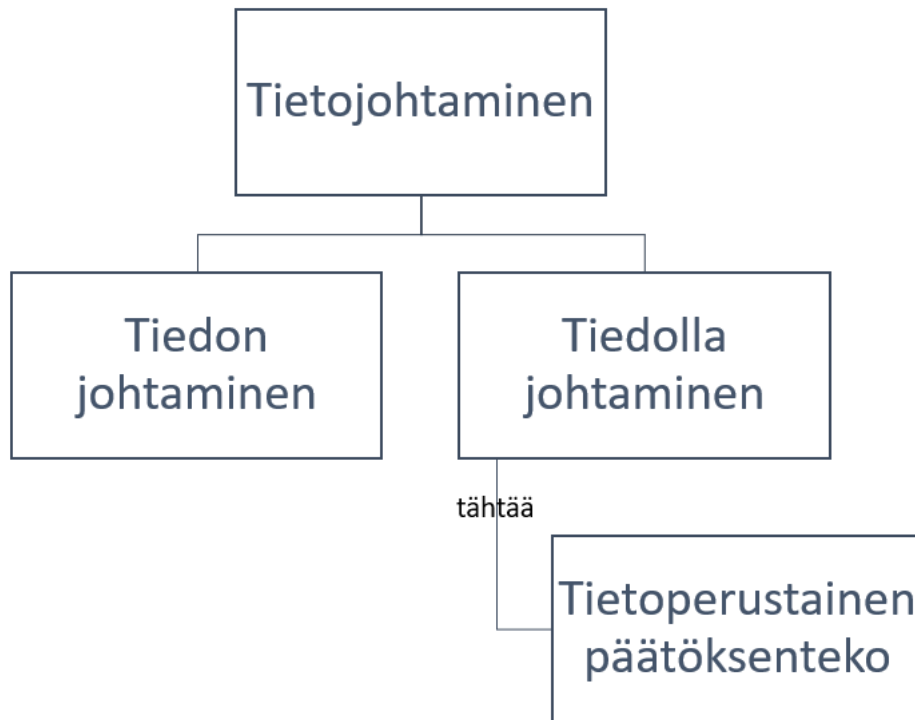 Tietojohtaminen
Tiedon
johtaminen
Tiedolla
johtaminen
tähtää
Tietoperustainen
päätöksenteko